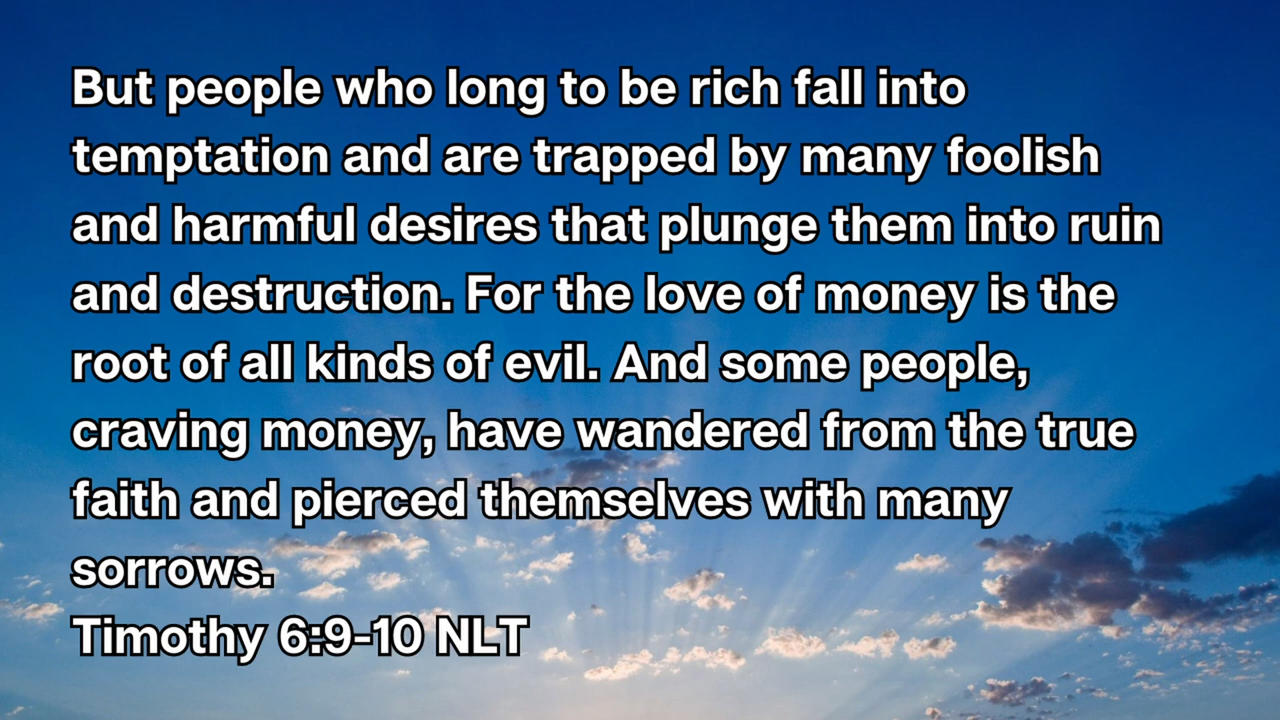 But people who long to be rich fall into
temptation and are trapped by many foolish
and harmful desires that plunge them into ruin
and destruction. For the love of money is the
root of all kinds of evil. And some people,
craving money, have wandered from the true
faith and pierced themselves with many
sorrows.
Timothy 6:9-10 NLT